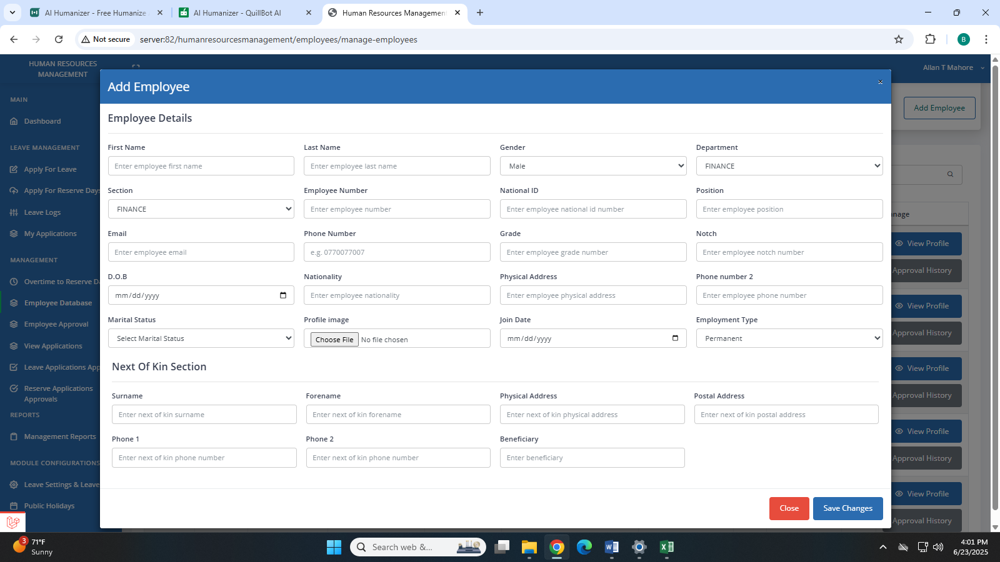 AI Humanizer - Free Humanize
AI Humanizer - QuillBot AI
Human Resources Management
Not secure
server:82/humanresourcesmanagement/employees/manage-employees
B
HUMAN RESOURCES
MANAGEMENT
Allan T Mahore
Add Employee
MAIN
Dashboard
LEAVE MANAGEMENT
Apply For Leave
Apply For Reserve Days
Leave Logs
My Applications
MANAGEMENT
Overtime to Reserve Da
Employee Database
Employee Approval
View Applications
Leave Applications App
Reserve Applications
Approvals
REPORTS
Management Reports
MODULE CONFIGURATIONS
Leave Settings & Leave
Public Holidays
Add Employee
×
Employee Details
First Name
Last Name
Gender
Department
Enter employee first name
Enter employee last name
Male
FINANCE
Section
Employee Number
National ID
Position
FINANCE
Enter employee number
Enter employee national id number
Enter employee position
Email
Phone Number
Grade
Notch
Enter employee email
e.g. 0770077007
Enter employee grade number
Enter employee notch number
D.O.B
Nationality
Physical Address
Phone number 2
mm/dd/yyyy
Enter employee nationality
Enter employee physical address
Enter employee phone number
Marital Status
Profile image
Join Date
Employment Type
Select Marital Status
Choose File No file chosen
mm/dd/yyyy
Permanent
Next Of Kin Section
Surname
Forename
Physical Address
Postal Address
Enter next of kin surname
Enter next of kin forename
Enter next of kin physical address
Enter next of kin postal address
Phone 1
Phone 2
Beneficiary
Enter next of kin phone number
Enter next of kin phone number
Enter beneficiary
Close
Save Changes
nage
View Profile
Approval History
View Profile
Approval History
View Profile
Approval History
View Profile
Approval History
View Profile
Approval History
3
71°F
Sunny
Search web &...
4:01 PM
6/23/2025